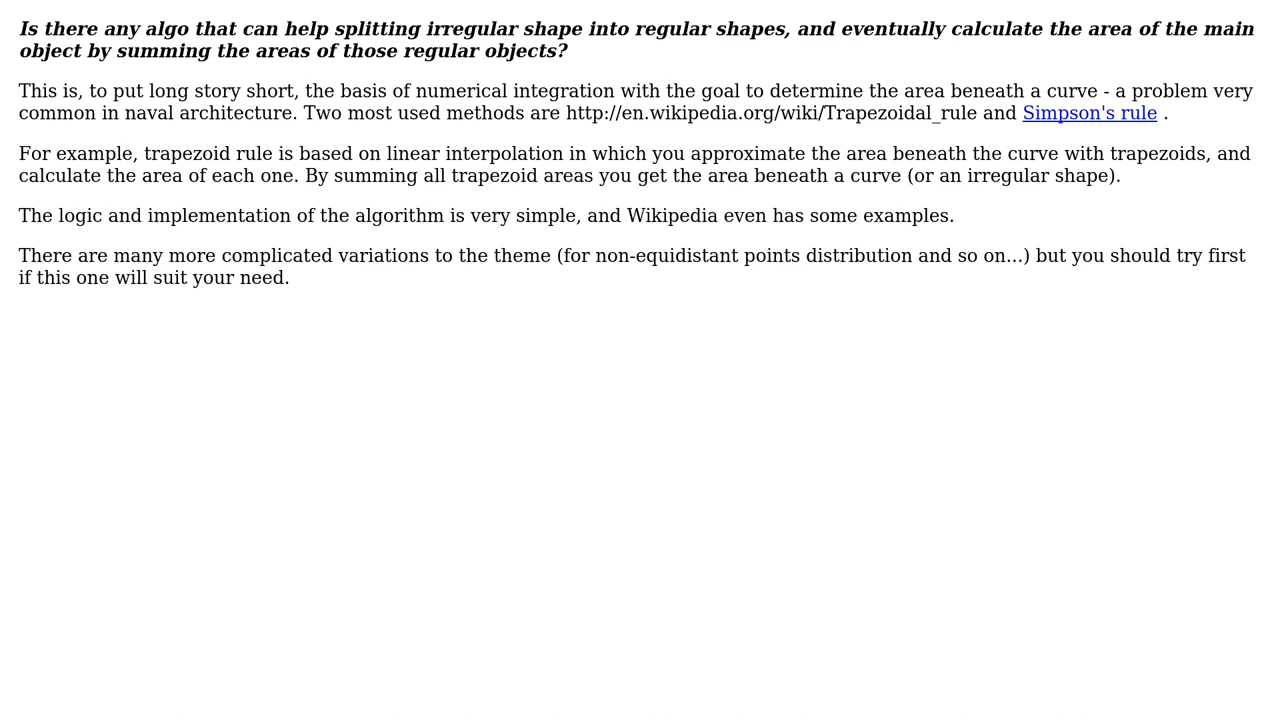 Is there any algo that can help splitting irregular shape into regular shapes, and eventually calculate the area of the main
object by summing the areas of those regular objects?
This is, to put long story short, the basis of numerical integration with the goal to determine the area beneath a curve - a problem very
common in naval architecture. Two most used methods are http://en.wikipedia.org/wiki/Trapezoidal_rule and Simpson's rule .
For example, trapezoid rule is based on linear interpolation in which you approximate the area beneath the curve with trapezoids, and
calculate the area of each one. By summing all trapezoid areas you get the area beneath a curve (or an irregular shape).
The logic and implementation of the algorithm is very simple, and Wikipedia even has some examples.
There are many more complicated variations to the theme (for non-equidistant points distribution and so on...) but you should try first
if this one will suit your need.